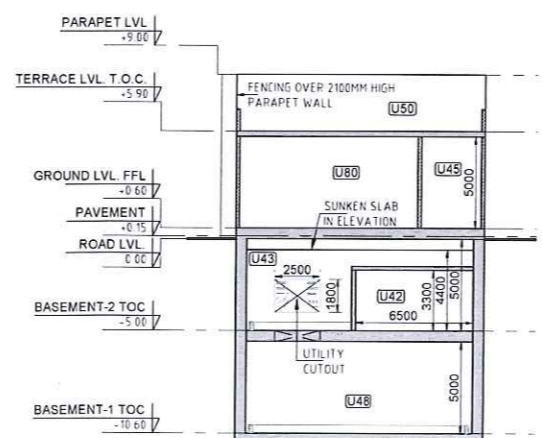 PARAPET LVL
+9.00
TERRACE LVL. T.O.C.
+5.90
FENCING OVER 2100MM HIGH
PARAPET WALL
U50
U80
U45
5000
GROUND LVL. FFL
+0.60
SUNKEN SLAB
IN ELEVATION
PAVEMENT
+0.15
ROAD LVL.
0.00
U43
2500
1800
U42
3300
4400
5000
6500
BASEMENT-2 TOC
-5.00
UTILITY
CUTOUT
U48
5000
BASEMENT-1 TOC
-10.60